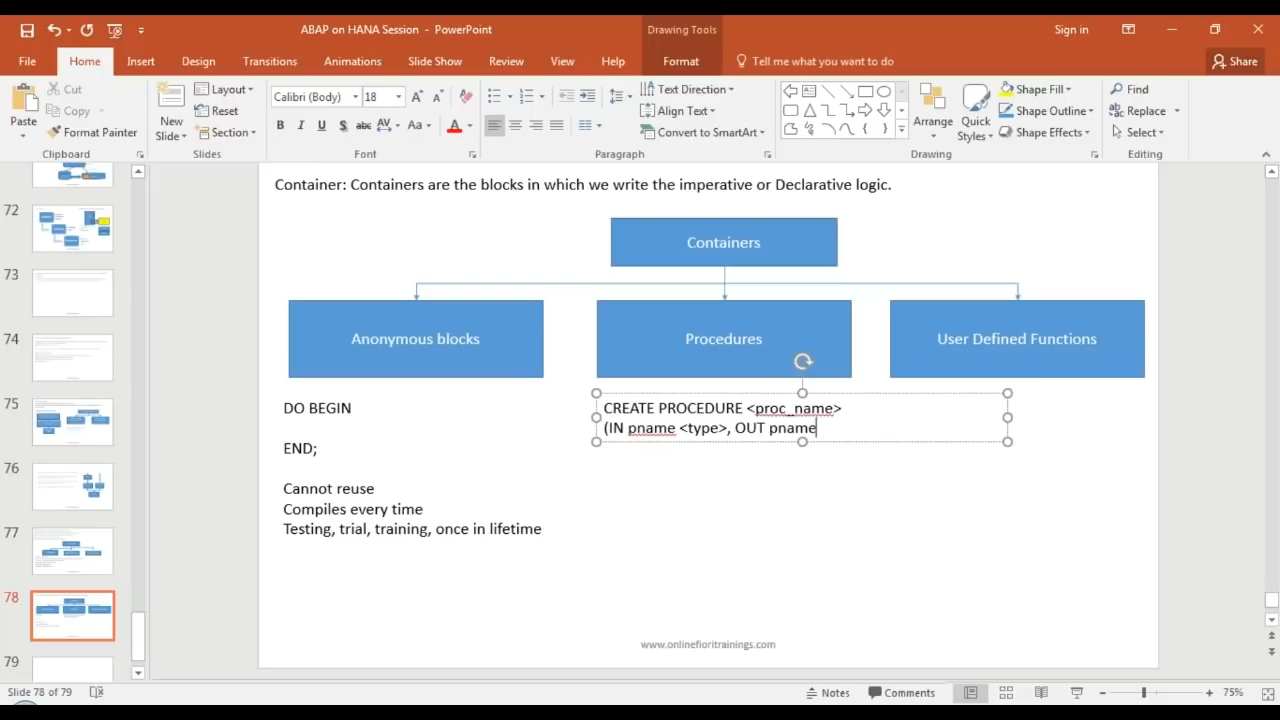 ABAP on HANA Session - PowerPoint
Drawing Tools
Sign in
File Home Insert Design Transitions Animations Slide Show Review View Help Format Tell me what you want to do Share
Paste
Cut
Copy
Format Painter
Clipboard
New Slide
Layout
Reset
Section
Slides
Calibri (Body) 18
Font
Text Direction
Align Text
Convert to SmartArt
Paragraph
Arrange
Quick Styles
Shape Fill
Shape Outline
Shape Effects
Drawing
Find
Replace
Select
Editing
72
73
74
75
76
77
78
79
Container: Containers are the blocks in which we write the imperative or Declarative logic.
Containers
Anonymous blocks
Procedures
User Defined Functions
DO BEGIN
END;
Cannot reuse
Compiles every time
Testing, trial, training, once in lifetime
CREATE PROCEDURE <proc_name>
(IN pname <type>, OUT pname
www.onlinefioritrainings.com
Slide 78 of 79
Notes
Comments
75%